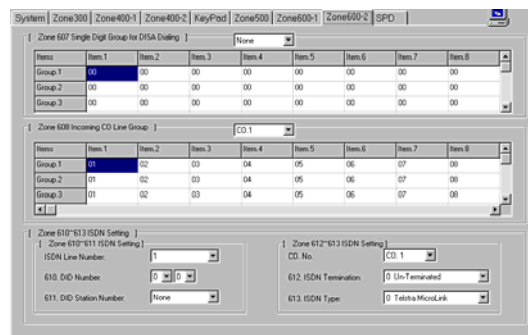 System Zone300 Zone400-1 Zone400-2 KeyPad Zone500 Zone600-1 Zone600-2 SPD
[ Zone 607 Single Digit Group for DISA Dialing ] None
Items Item.1 Item.2 Item.3 Item.4 Item.5 Item.6 Item.7 Item.8
Group.1 00 00 00 00 00 00 00 00
Group.2 00 00 00 00 00 00 00 00
Group.3 00 00 00 00 00 00 00 00
[ Zone 608 Incoming CO Line Group ] CO.1
Items Item.1 Item.2 Item.3 Item.4 Item.5 Item.6 Item.7 Item.8
Group.1 01 02 03 04 05 06 07 08
Group.2 01 02 03 04 05 06 07 08
Group.3 01 02 03 04 05 06 07 08
[ Zone 610~613 ISDN Setting ]
[ Zone 610~611 ISDN Setting ]
ISDN Line Number: 1
610. DID Number: 0 0
611. DID Station Number: None
[ Zone 612~613 ISDN Setting ]
CO. No. CO. 1
612. ISDN Termination: 0 Un-Terminated
613. ISDN Type: 0 Telstra MicroLink